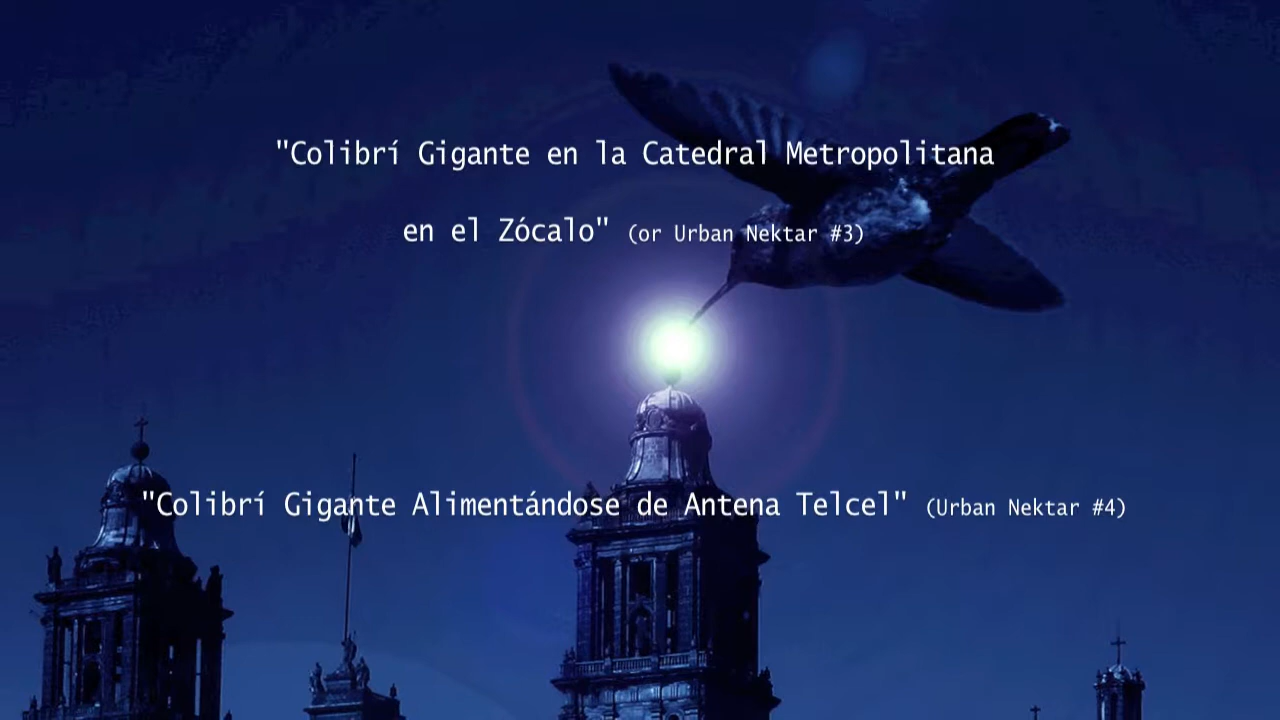 "Colibrí Gigante en la Catedral Metropolitana
en el Zócalo" (or Urban Nektar #3)
"Colibrí Gigante Alimentándose de Antena Telcel" (Urban Nektar #4)